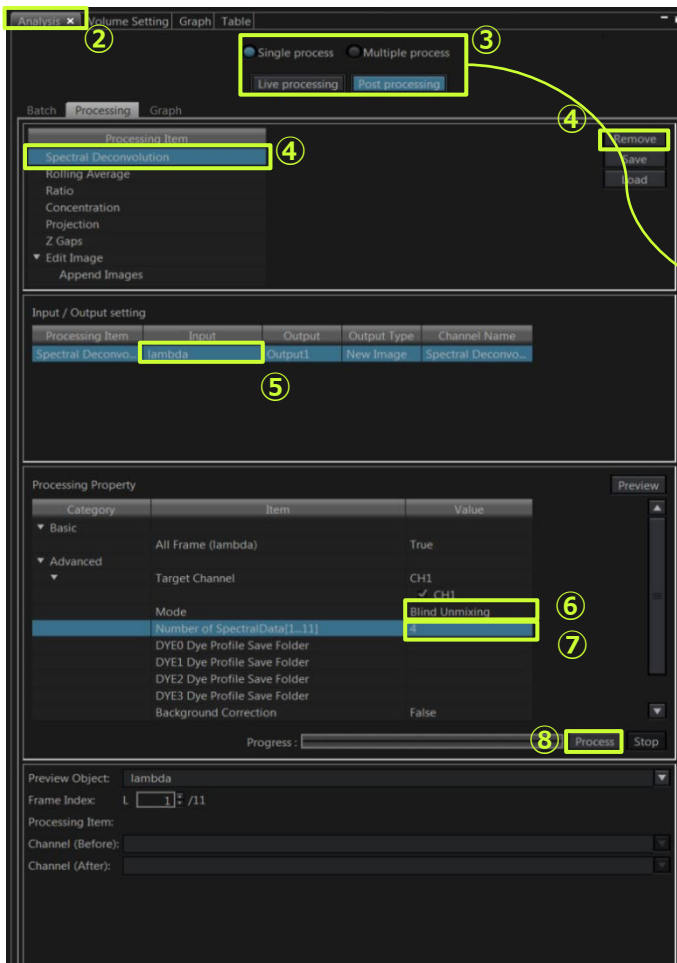 Analysis × Volume Setting Graph Table
②
Single process Multiple process ③
Live processing Post processing
Batch Processing Graph
④
Processing Item Remove
Spectral Deconvolution ④ Save
Rolling Average Load
Ratio
Concentration
Projection
Z Gaps
▼ Edit Image
Append Images
Input / Output setting
Processing Item Input Output Output Type Channel Name
Spectral Deconvo... lambda Output1 New Image Spectral Deconvo...
⑤
Processing Property Preview
Category Item Value
▼ Basic
All Frame (lambda) True
▼ Advanced
▼ Target Channel CH1
✓ CH1
Mode Blind Unmixing ⑥
Number of SpectralData[1...11] 4 ⑦
DYE0 Dye Profile Save Folder
DYE1 Dye Profile Save Folder
DYE2 Dye Profile Save Folder
DYE3 Dye Profile Save Folder
Background Correction False
Progress : ⑧ Process Stop
Preview Object: lambda
Frame Index: L 1 /11
Processing Item:
Channel (Before):
Channel (After):